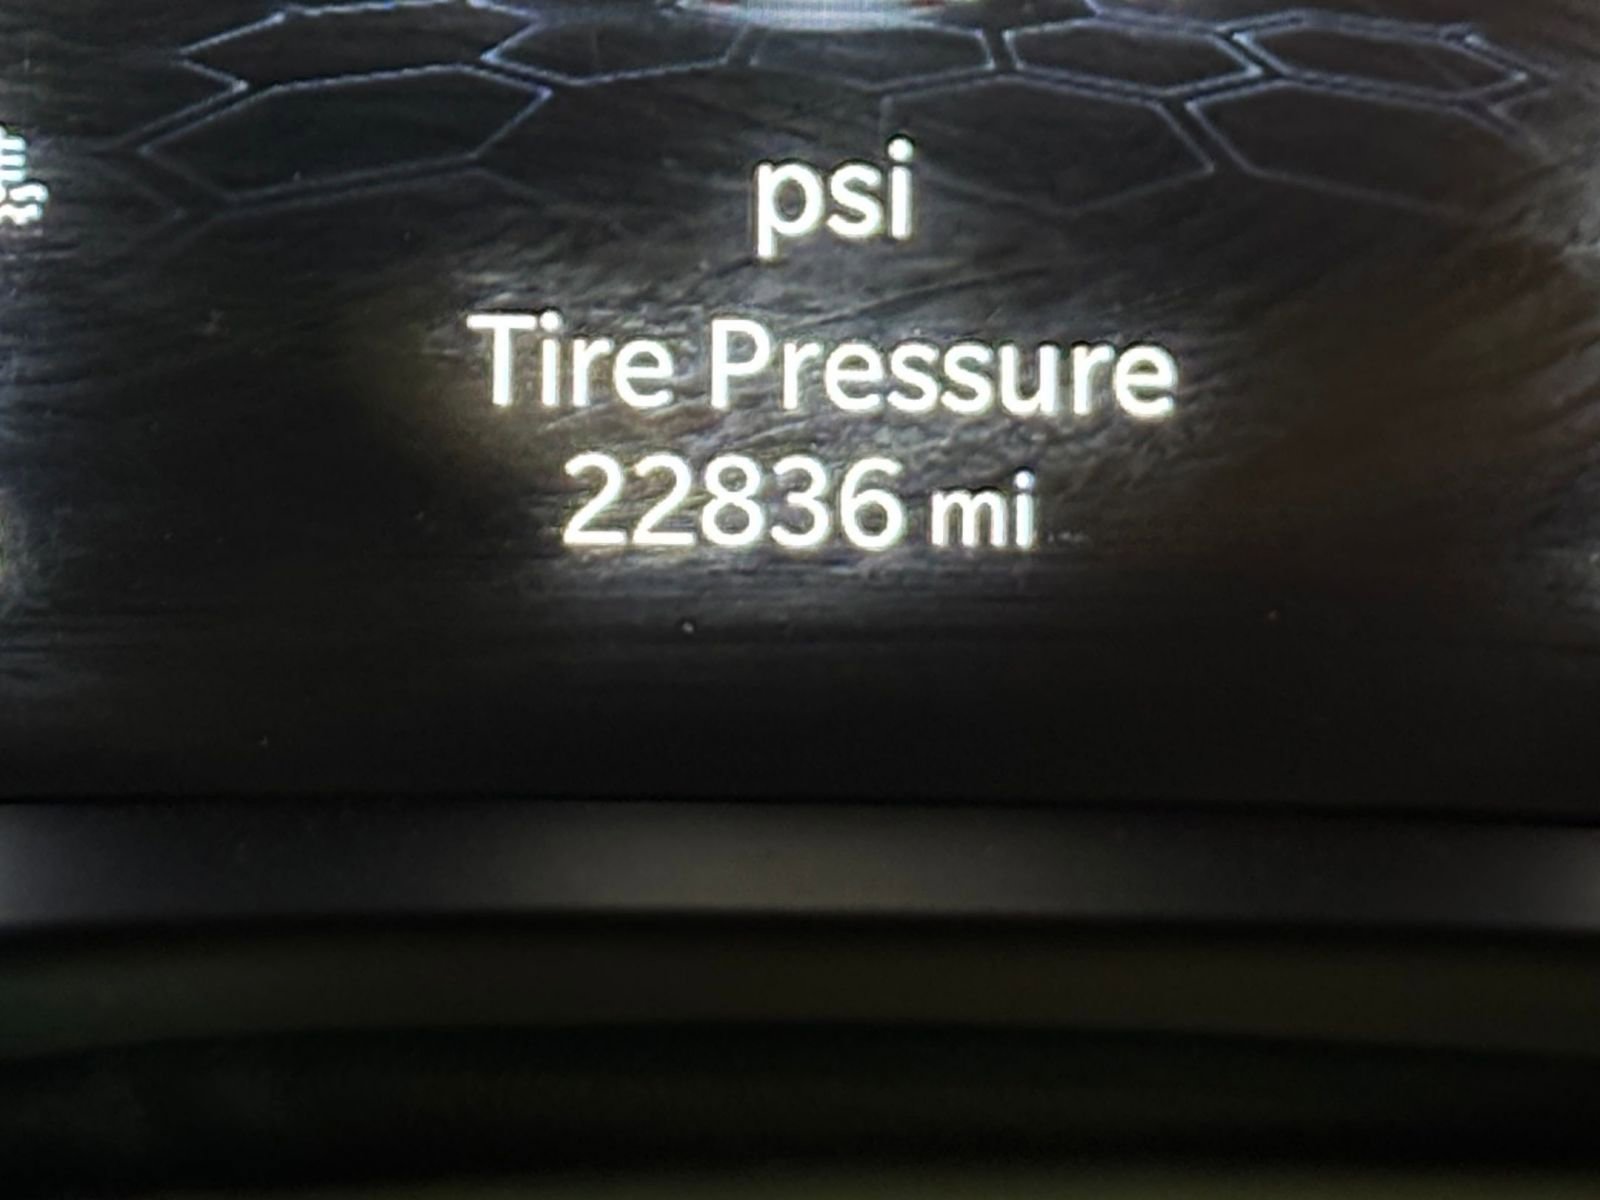 psi
Tire Pressure
22836 mi